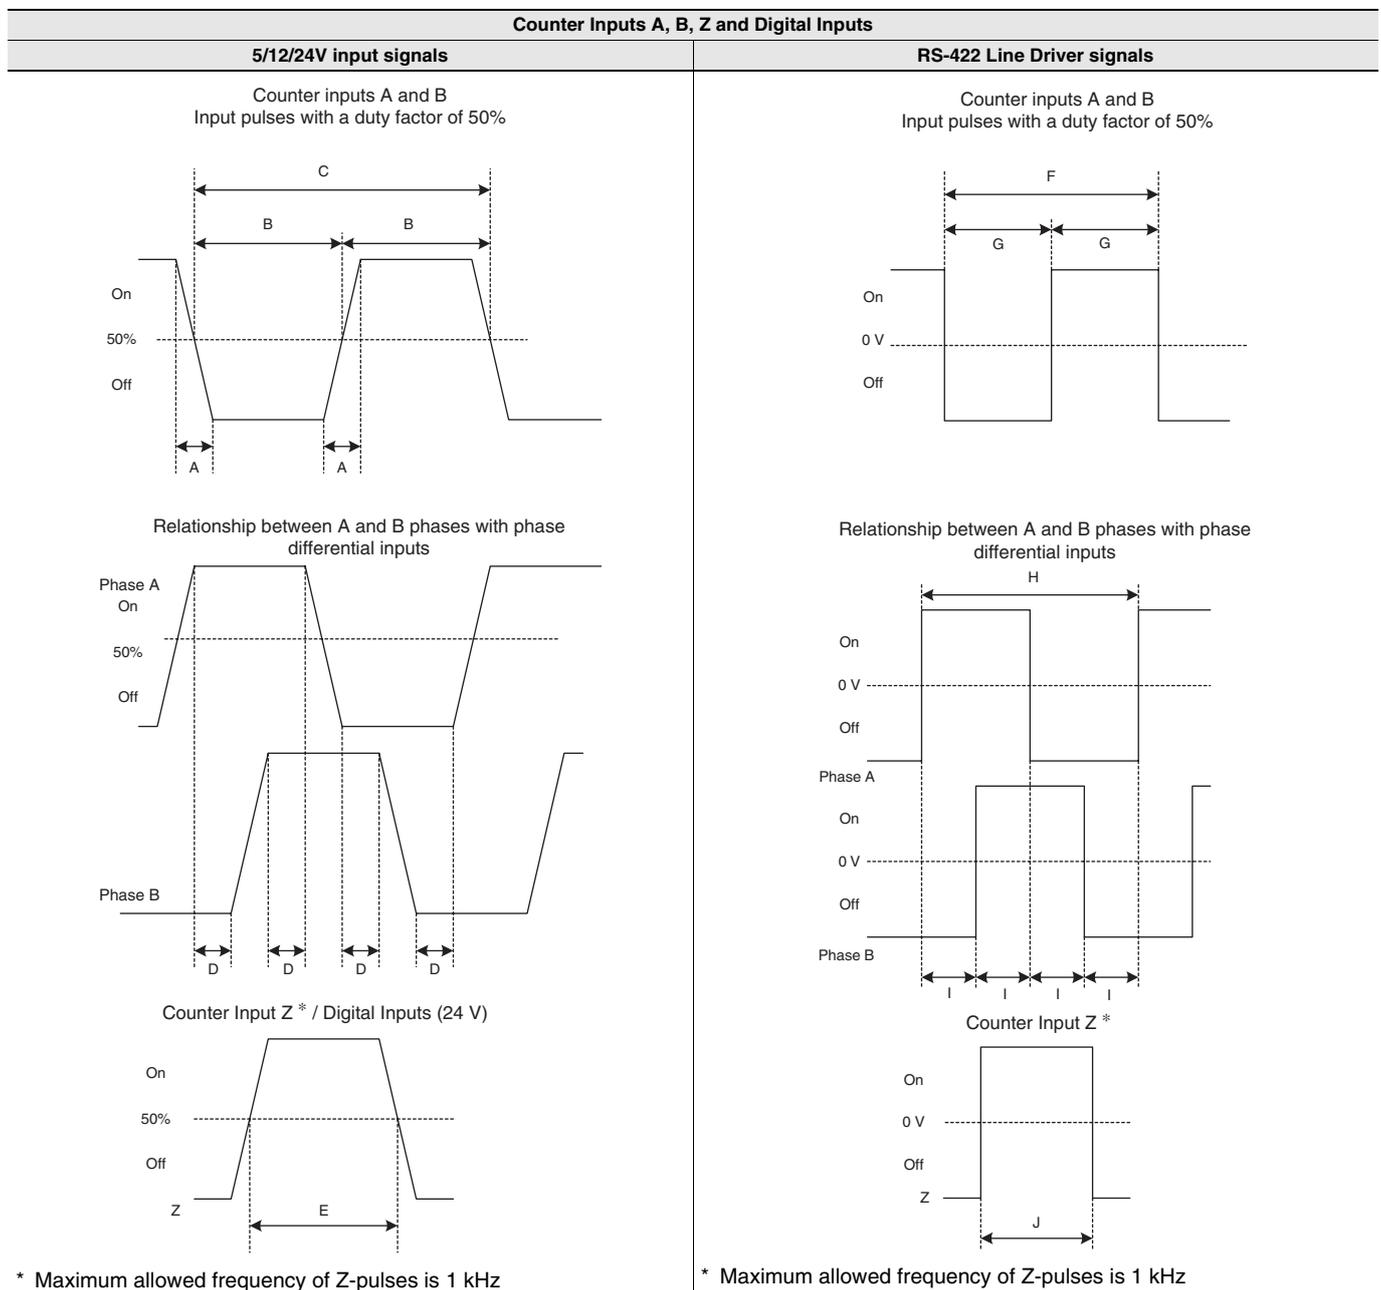 Counter Inputs A, B, Z and Digital Inputs
5/12/24V input signals
RS-422 Line Driver signals
Counter inputs A and B
Input pulses with a duty factor of 50%
C
B
B
On
50%
Off
A
A
Relationship between A and B phases with phase
differential inputs
Phase A
On
50%
Off
Phase B
D
D
D
D
Counter Input Z * / Digital Inputs (24 V)
On
50%
Off
Z
E
* Maximum allowed frequency of Z-pulses is 1 kHz
Counter inputs A and B
Input pulses with a duty factor of 50%
F
G
G
On
0 V
Off
Relationship between A and B phases with phase
differential inputs
H
On
0 V
Off
Phase A
On
0 V
Off
Phase B
I
I
I
I
Counter Input Z *
On
0 V
Off
Z
J
* Maximum allowed frequency of Z-pulses is 1 kHz